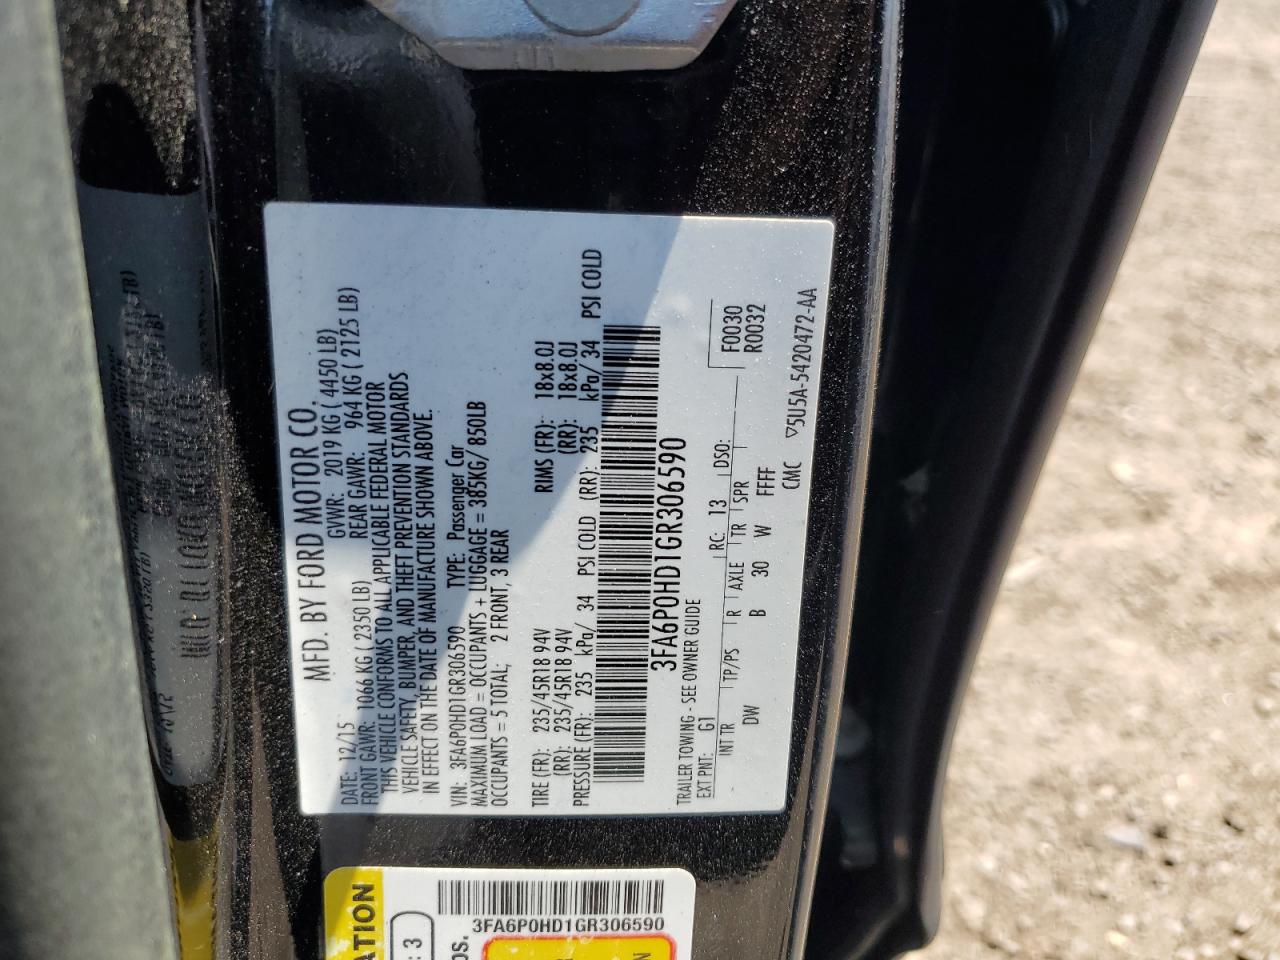 MFD. BY FORD MOTOR CO.
DATE: 12/15 GVWR: 2019 KG ( 4450 LB)
FRONT GAWR: 1066 KG ( 2350 LB) REAR GAWR: 964 KG ( 2125 LB)
THIS VEHICLE CONFORMS TO ALL APPLICABLE FEDERAL MOTOR
VEHICLE SAFETY, BUMPER, AND THEFT PREVENTION STANDARDS
IN EFFECT ON THE DATE OF MANUFACTURE SHOWN ABOVE.
VIN: 3FA6P0HD1GR306590 TYPE: Passenger Car
MAXIMUM LOAD = OCCUPANTS + LUGGAGE = 385KG/ 850LB
OCCUPANTS = 5 TOTAL; 2 FRONT, 3 REAR
TIRE (FR): 235/45R18 94V RIMS (FR): 18x8.0J
(RR): 235/45R18 94V (RR): 18x8.0J
PRESSURE (FR): 235 kPa/ 34 PSI COLD (RR): 235 kPa/ 34 PSI COLD
3FA6P0HD1GR306590
TRAILER TOWING - SEE OWNER GUIDE
EXT PNT: G1 RC: 13 DSO: F0030
R0032
INT TR TP/PS R AXLE TR SPR
DW B 30 W FFFF
CMC ▽5U5A-5420472-AA
ATION
: 3
OS.
3FA6P0HD1GR306590